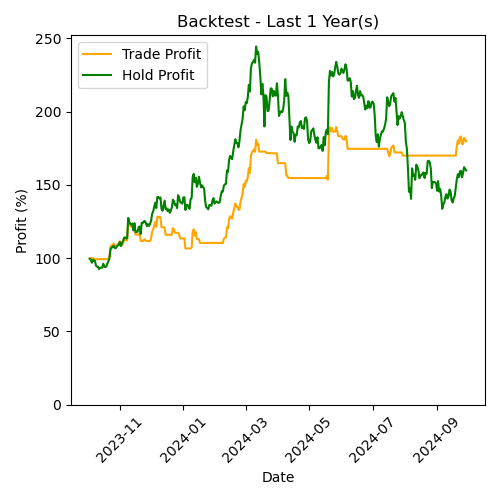 Backtest - Last 1 Year(s)
Trade Profit
Hold Profit
Profit (%)
250
200
150
100
50
0
2023-11
2024-01
2024-03
2024-05
2024-07
2024-09
Date